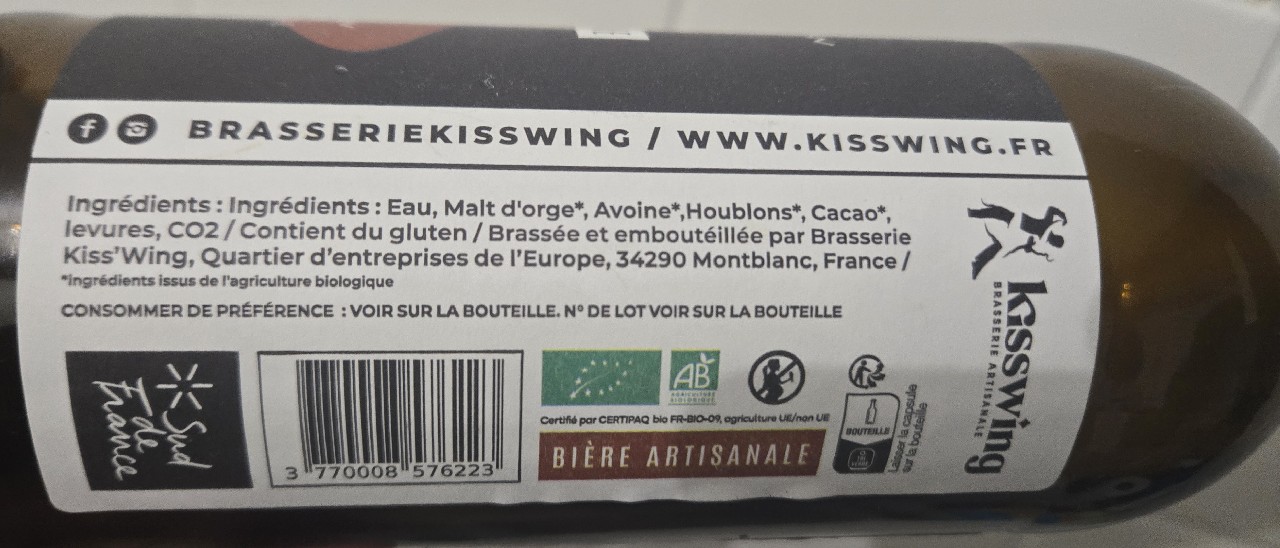 BRASSERIEKISSWING / WWW.KISSWING.FR
Ingrédients : Ingrédients : Eau, Malt d'orge*, Avoine*,Houblons*, Cacao*,
levures, CO2 / Contient du gluten / Brassée et emboutéillée par Brasserie
Kiss'Wing, Quartier d'entreprises de l'Europe, 34290 Montblanc, France /
*ingrédients issus de l'agriculture biologique
CONSOMMER DE PRÉFÉRENCE : VOIR SUR LA BOUTEILLE. N° DE LOT VOIR SUR LA BOUTEILLE
kisswing
BRASSERIE ARTISANALE
Sud
de
France
3 770008 576223
AB
AGRICULTURE
BIOLOGIQUE
Certifié par CERTIPAQ bio FR-BIO-09, agriculture UE/non UE
BIÈRE ARTISANALE
BOUTEILLE
Laisser la capsule
sur la bouteille